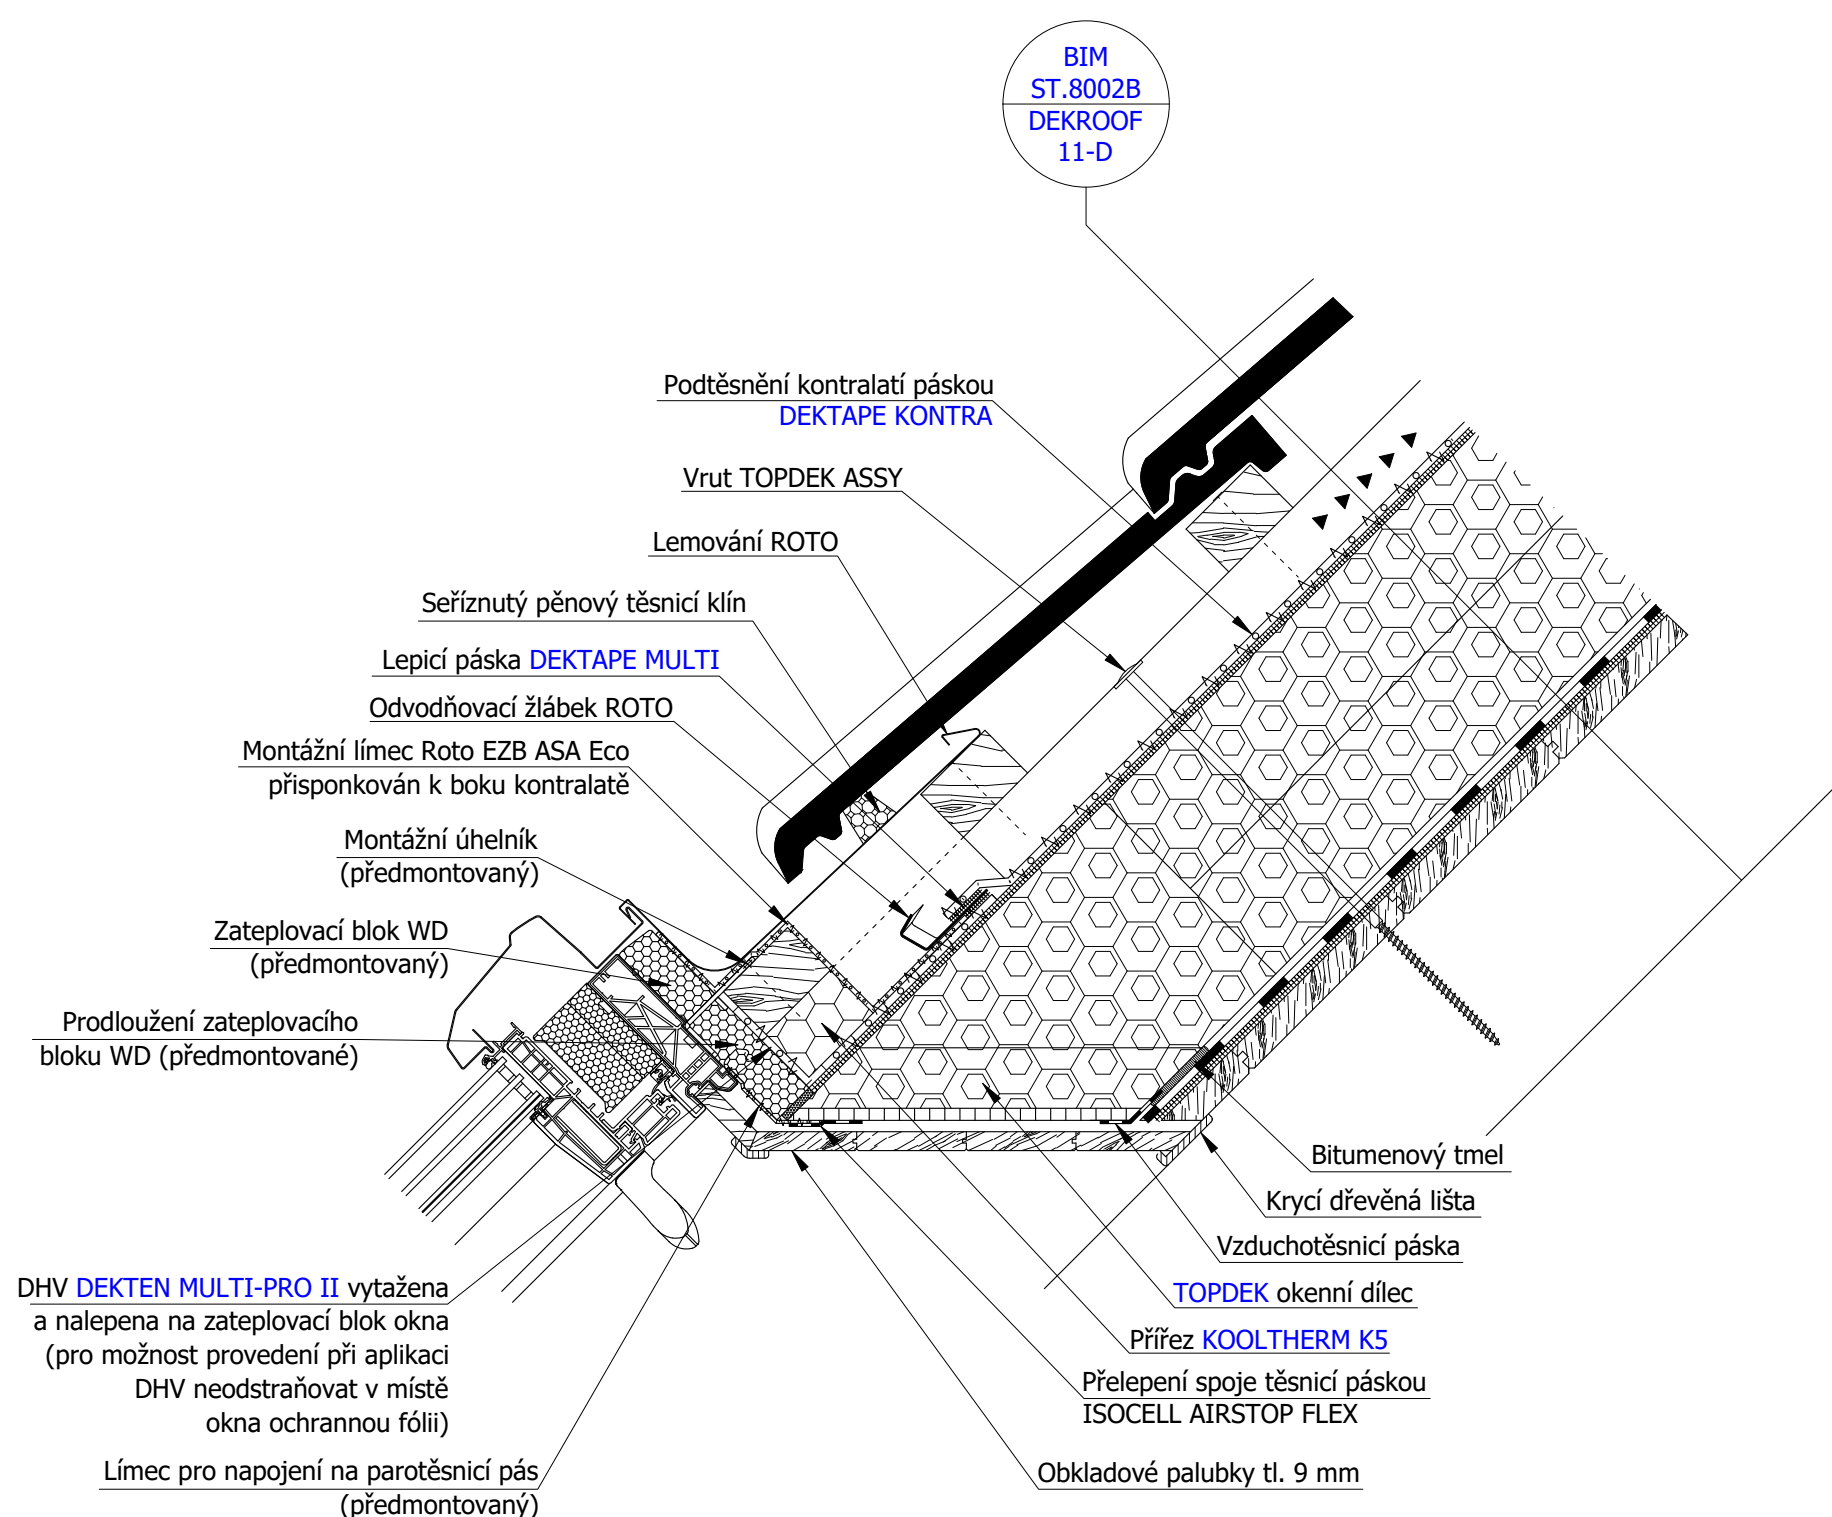 BIM
ST.8002B
DEKROOF
11-D
Podtěsnění kontralatí páskou
DEKTAPE KONTRA
Vrut TOPDEK ASSY
Lemování ROTO
Seříznutý pěnový těsnicí klín
Lepicí páska DEKTAPE MULTI
Odvodňovací žlábek ROTO
Montážní límec Roto EZB ASA Eco
přisponkován k boku kontralatě
Montážní úhelník
(předmontovaný)
Zateplovací blok WD
(předmontovaný)
Prodloužení zateplovacího
bloku WD (předmontované)
DHV DEKTEN MULTI-PRO II vytažena
a nalepena na zateplovací blok okna
(pro možnost provedení při aplikaci
DHV neodstraňovat v místě
okna ochrannou fólii)
Límec pro napojení na parotěsnicí pás
(předmontovaný)
Bitumenový tmel
Krycí dřevěná lišta
Vzduchotěsnicí páska
TOPDEK okenní dílec
Přířez KOOLTHERM K5
Přelepení spoje těsnicí páskou
ISOCELL AIRSTOP FLEX
Obkladové palubky tl. 9 mm